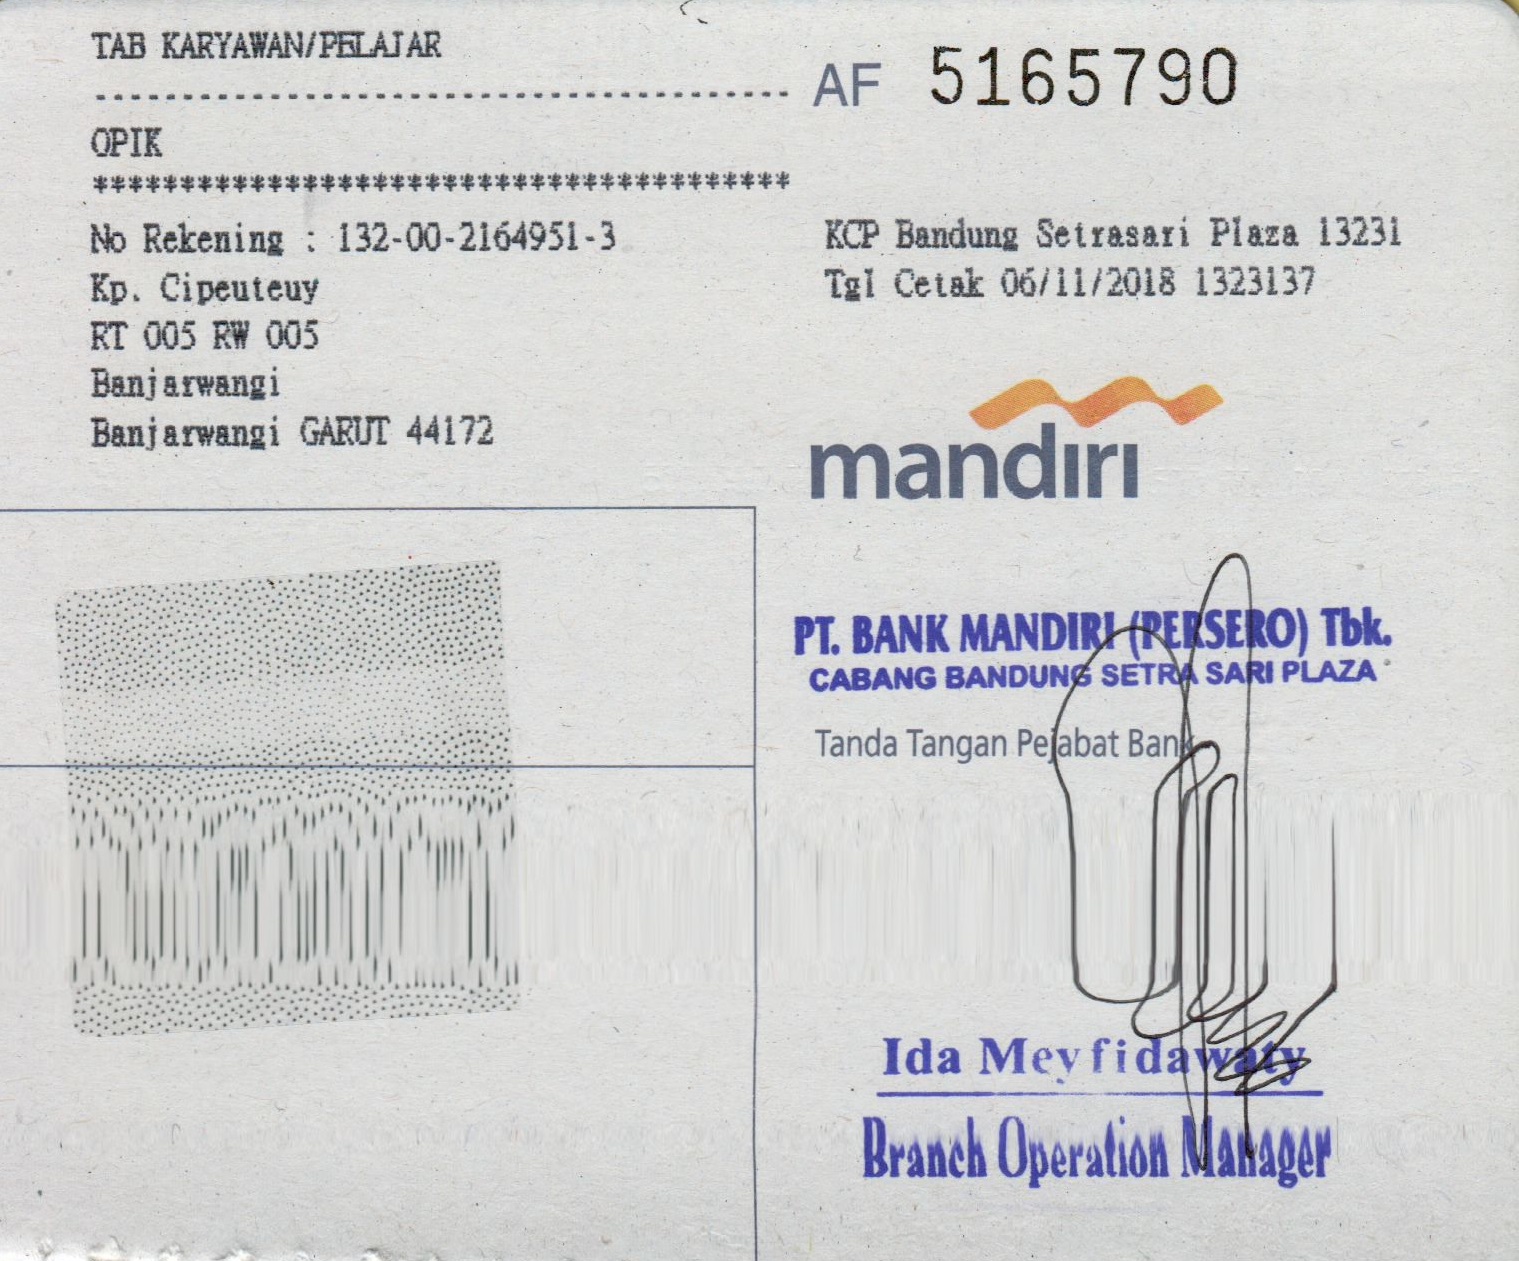 TAB KARYAWAN/PELAJAR
----------------------------------------
AF 5165790
OPIK
****************************************
No Rekening : 132-00-2164951-3
Kp. Cipeuteuy
RT 005 RW 005
Banjarwangi
Banjarwangi GARUT 44172
KCP Bandung Setrasari Plaza 13231
Tgl Cetak 06/11/2018 1323137
mandiri
PT. BANK MANDIRI (PERSERO) Tbk.
CABANG BANDUNG SETRA SARI PLAZA
Tanda Tangan Pejabat Bank
Ida Meyfidawaty
Branch Operation Manager